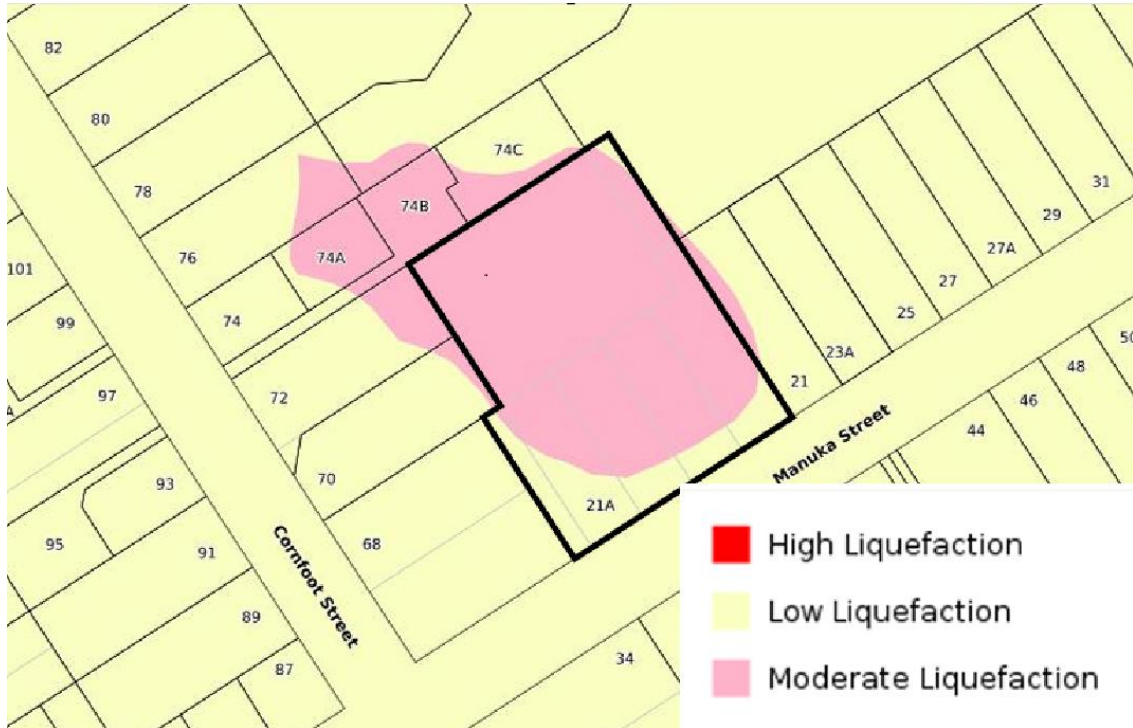 82
80
78
76
74
74A
74B
74C
72
70
68
101
99
97
A
93
95
91
89
87
31
29
27A
27
25
23A
21
21A
50
48
46
44
34
Cornfoot Street
Manuka Street
High Liquefaction
Low Liquefaction
Moderate Liquefaction